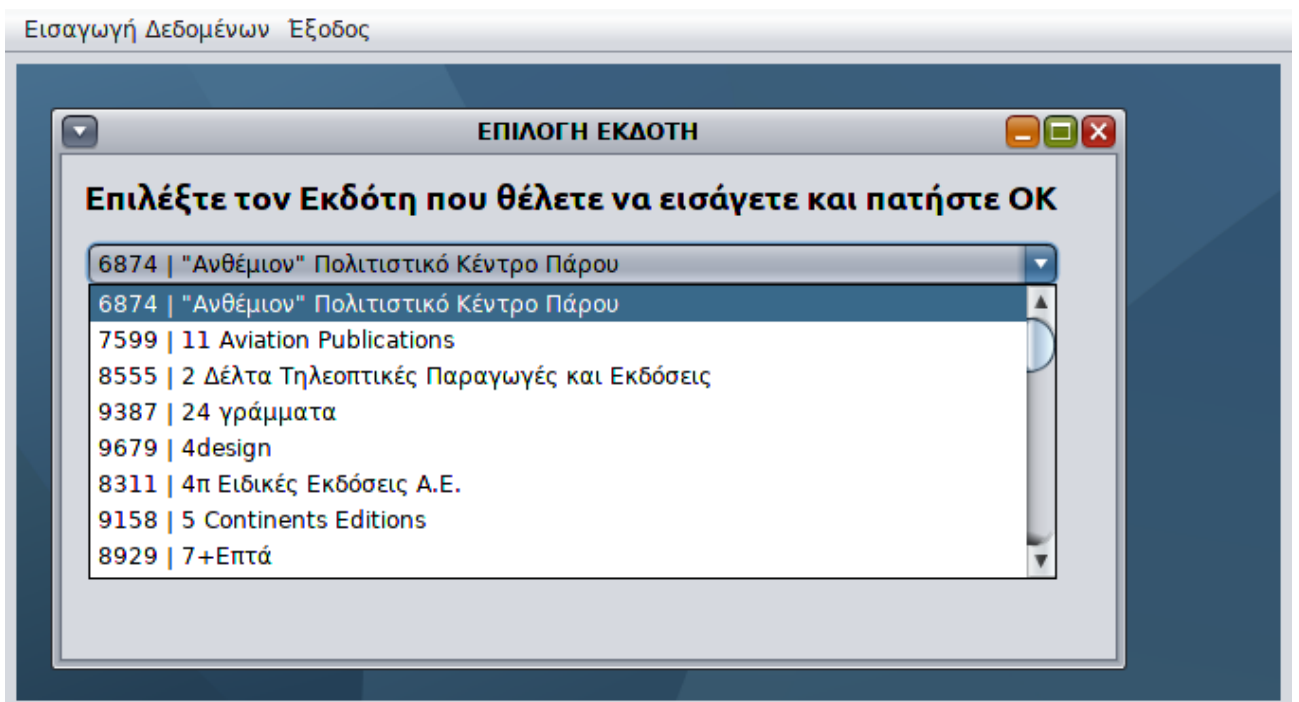 Εισαγωγή Δεδομένων Έξοδος
ΕΠΙΛΟΓΗ ΕΚΔΟΤΗ
Επιλέξτε τον Εκδότη που θέλετε να εισάγετε και πατήστε ΟΚ
6874 | "Ανθέμιον" Πολιτιστικό Κέντρο Πάρου
6874 | "Ανθέμιον" Πολιτιστικό Κέντρο Πάρου
7599 | 11 Aviation Publications
8555 | 2 Δέλτα Τηλεοπτικές Παραγωγές και Εκδόσεις
9387 | 24 γράμματα
9679 | 4design
8311 | 4π Ειδικές Εκδόσεις Α.Ε.
9158 | 5 Continents Editions
8929 | 7+Επτά